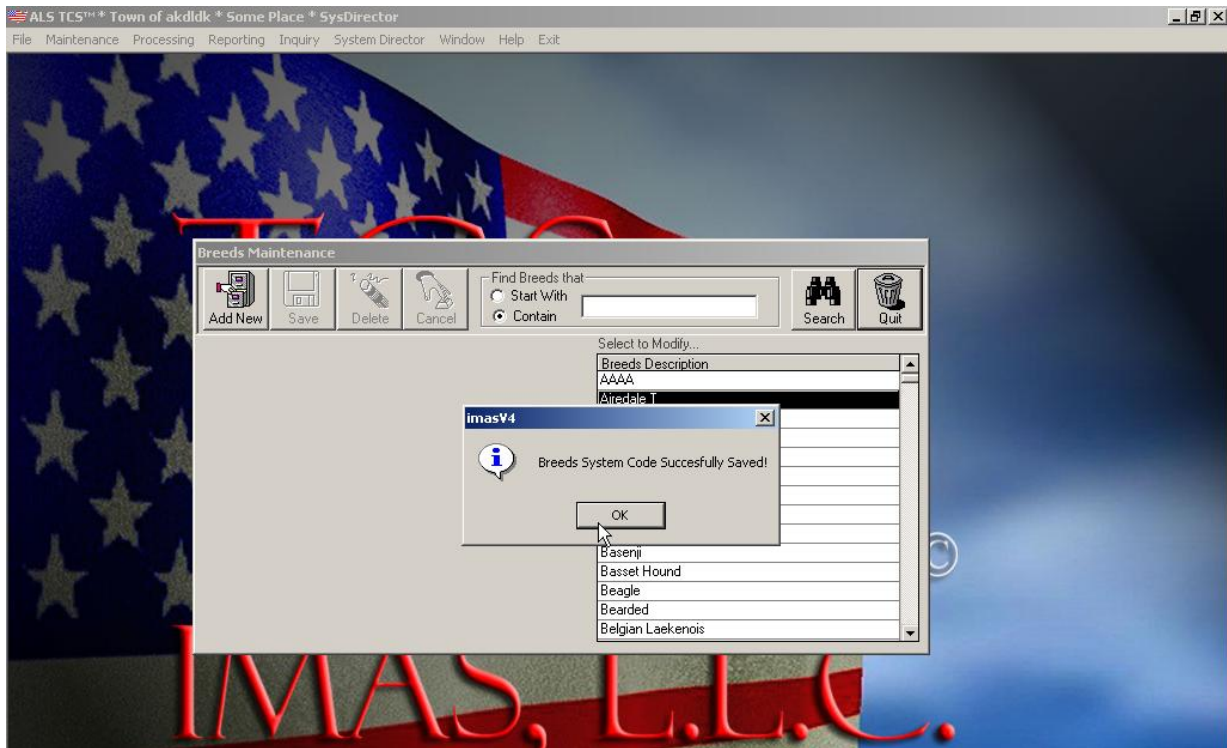 ALS TCS™ * Town of akdldk * Some Place * SysDirector
File Maintenance Processing Reporting Inquiry System Director Window Help Exit
TCS
Breeds Maintenance
Add New Save Delete Cancel
Find Breeds that
Start With
Contain
Search Quit
Select to Modify...
Breeds Description
AAAA
Airedale T
imasV4
Breeds System Code Succesfully Saved!
OK
Basenji
Basset Hound
Beagle
Bearded
Belgian Laekenois
©
IMAS, L.L.C.